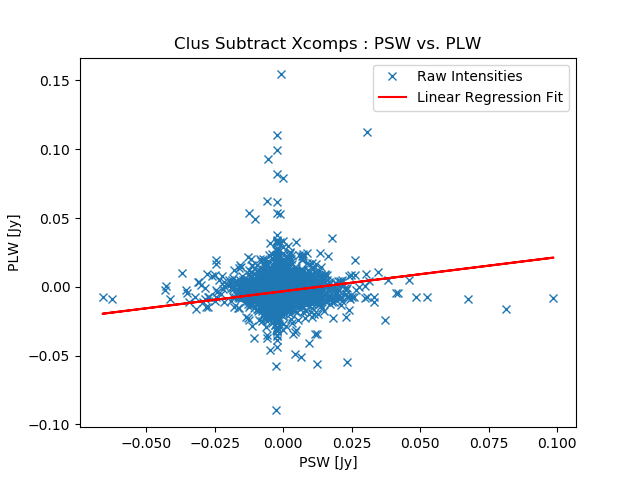 Clus Subtract Xcomps : PSW vs. PLW
Raw Intensities
Linear Regression Fit
PLW [Jy]
0.15
0.10
0.05
0.00
−0.05
−0.10
−0.050 −0.025 0.000 0.025 0.050 0.075 0.100
PSW [Jy]